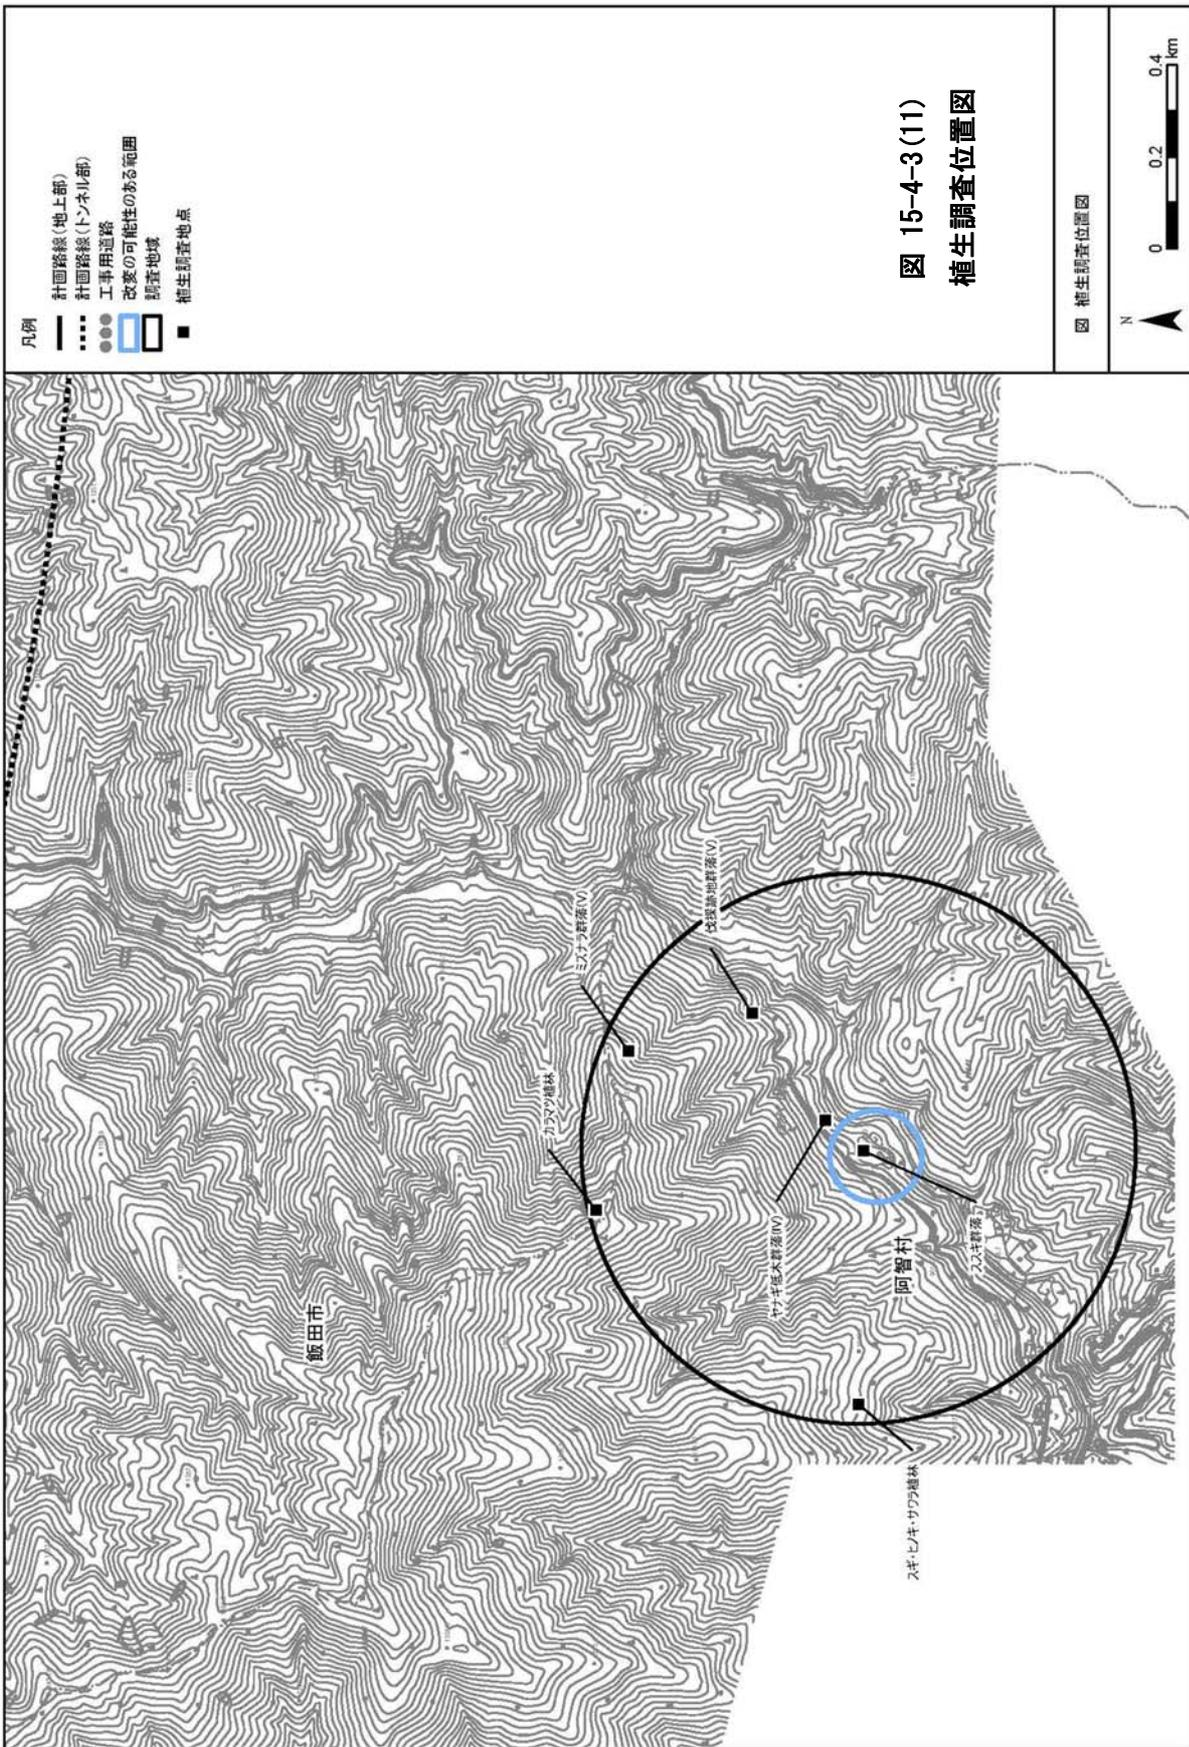 凡例
計画路線(地上部)
計画路線(トンネル部)
工事用道路
改変の可能性のある範囲
調査地域
植生調査地点
図 15-4-3(11)
植生調査位置図
図 植生調査位置図
N
0 0.2 0.4
km
飯田市
阿智村
カラマツ植林
ミズナラ群落(V)
伐採跡地群落(V)
ヤナギ低木群落(IV)
ススキ群落
スギ・ヒノキ・サワラ植林